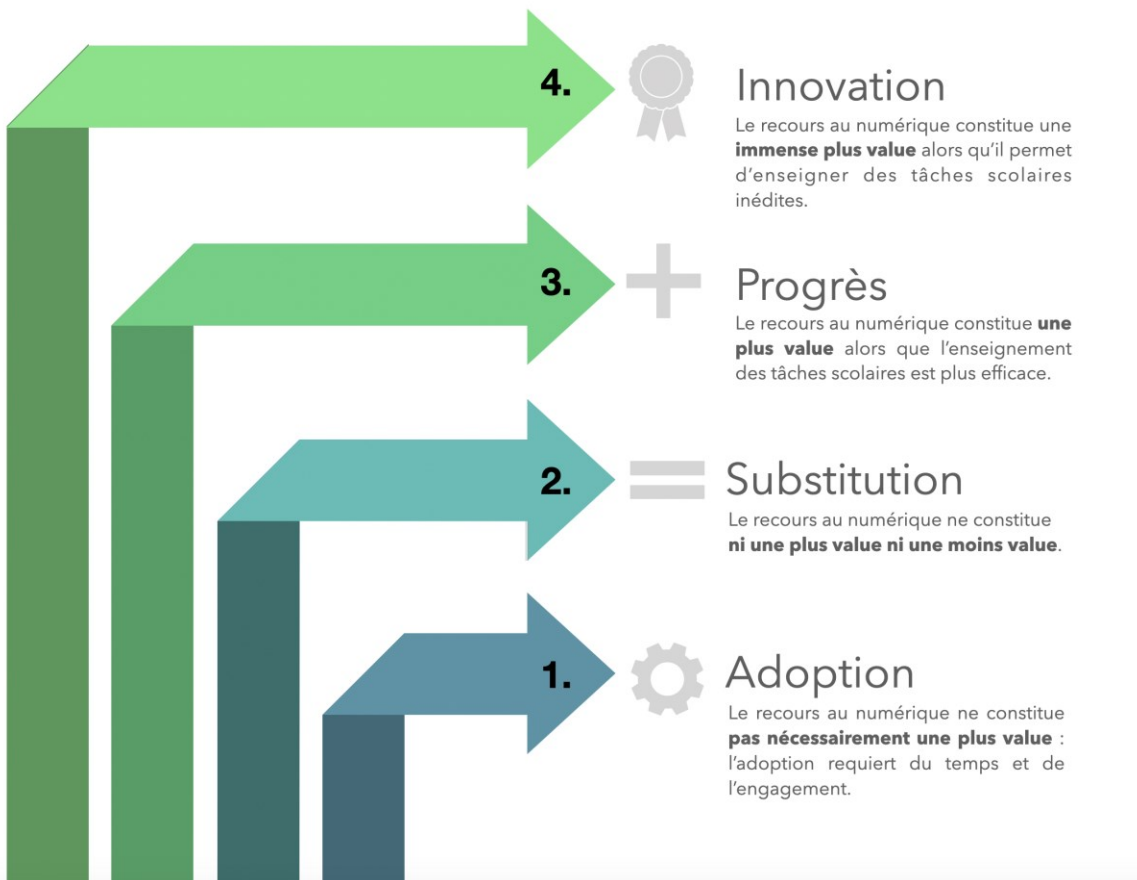 4.
Innovation
Le recours au numérique constitue une
immense plus value alors qu'il permet
d'enseigner des tâches scolaires
inédites.
3.
Progrès
Le recours au numérique constitue une
plus value alors que l'enseignement
des tâches scolaires est plus efficace.
2.
Substitution
Le recours au numérique ne constitue
ni une plus value ni une moins value.
1.
Adoption
Le recours au numérique ne constitue
pas nécessairement une plus value :
l'adoption requiert du temps et de
l'engagement.